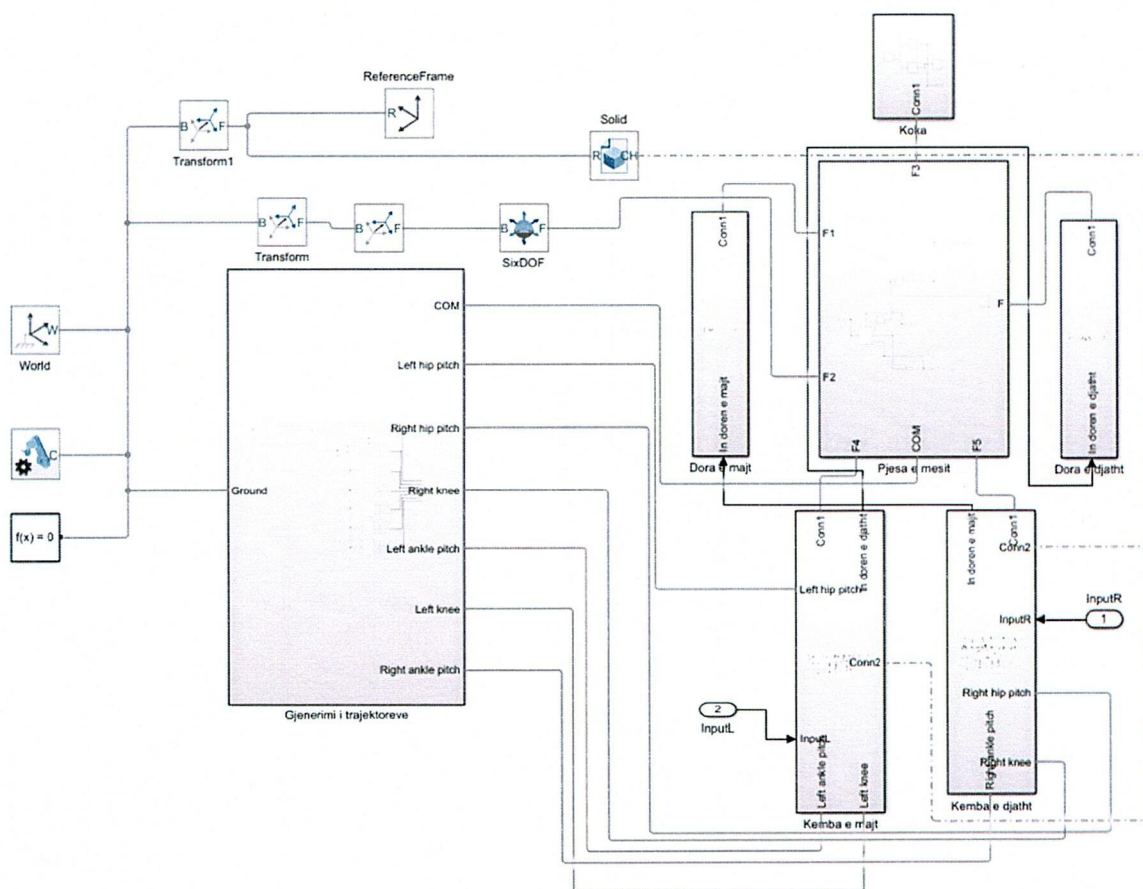 ReferenceFrame
R
B F
Transform1
Solid
R CH
Conn1
Koka
B F
Transform
B F
B F
SixDOF
Conn1
In doren e majt
Dora e majt
F3
F1
F
F2
F4
COM
F5
Pjesa e mesit
Conn1
In doren e djatht
Dora e djatht
W
World
C
f(x) = 0
Ground
COM
Left hip pitch
Right hip pitch
Right knee
Left ankle pitch
Left knee
Right ankle pitch
Gjenerimi i trajektoreve
Conn1
In doren e djatht
Left hip pitch
Conn2
2
InputL
InputL
Left ankle pitch
Left knee
Kemba e majt
In doren e majt
Conn1
Conn2
InputR
InputR
1
Right hip pitch
Right knee
Right ankle pitch
Kemba e djatht